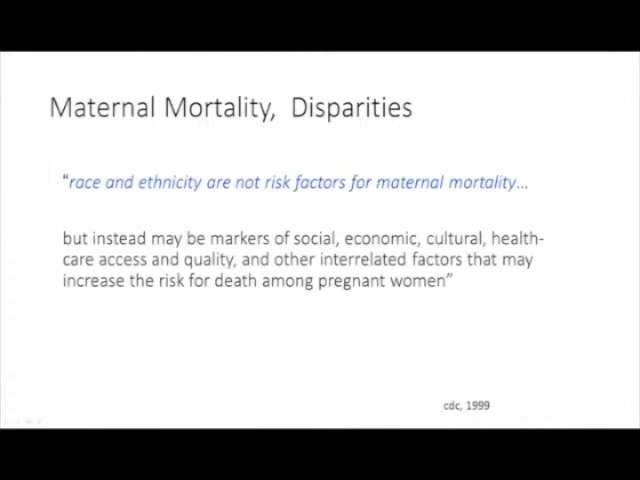 Maternal Mortality, Disparities
"race and ethnicity are not risk factors for maternal mortality...
but instead may be markers of social, economic, cultural, health-
care access and quality, and other interrelated factors that may
increase the risk for death among pregnant women"
cdc, 1999